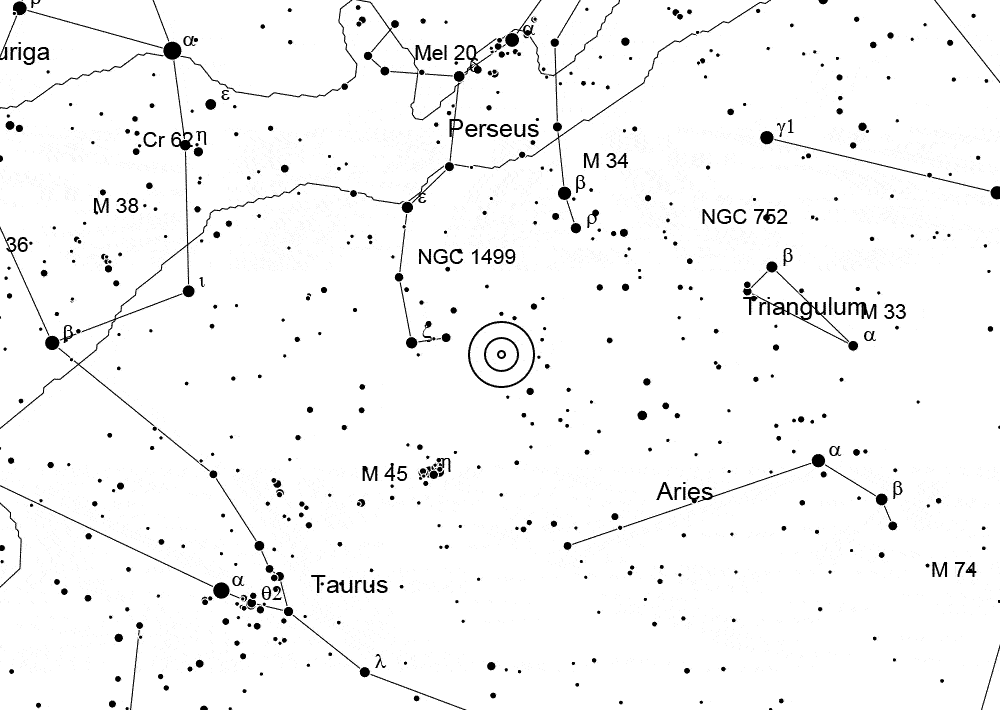 β
α
uriga
α
Mel 20
δ
ε
γ1
Perseus
Cr 62
η
M 34
β
ε
M 38
ρ
NGC 752
36
NGC 1499
β
ι
Triangulum
M 33
β
ζ
α
α
M 45
η
Aries
β
α
Taurus
M 74
θ2
ι
λ